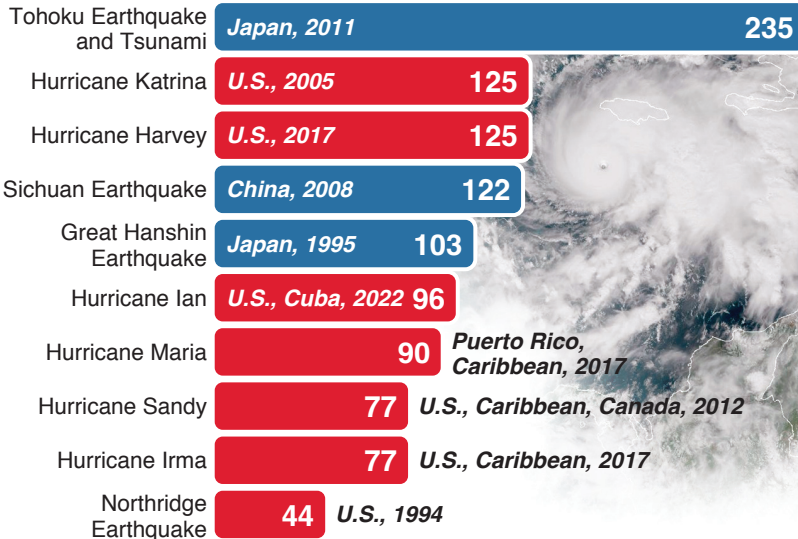 Tohoku Earthquake
and Tsunami
Japan, 2011
235
Hurricane Katrina
U.S., 2005
125
Hurricane Harvey
U.S., 2017
125
Sichuan Earthquake
China, 2008
122
Great Hanshin
Earthquake
Japan, 1995
103
Hurricane Ian
U.S., Cuba, 2022
96
Hurricane Maria
90
Puerto Rico,
Caribbean, 2017
Hurricane Sandy
77
U.S., Caribbean, Canada, 2012
Hurricane Irma
77
U.S., Caribbean, 2017
Northridge
Earthquake
44
U.S., 1994